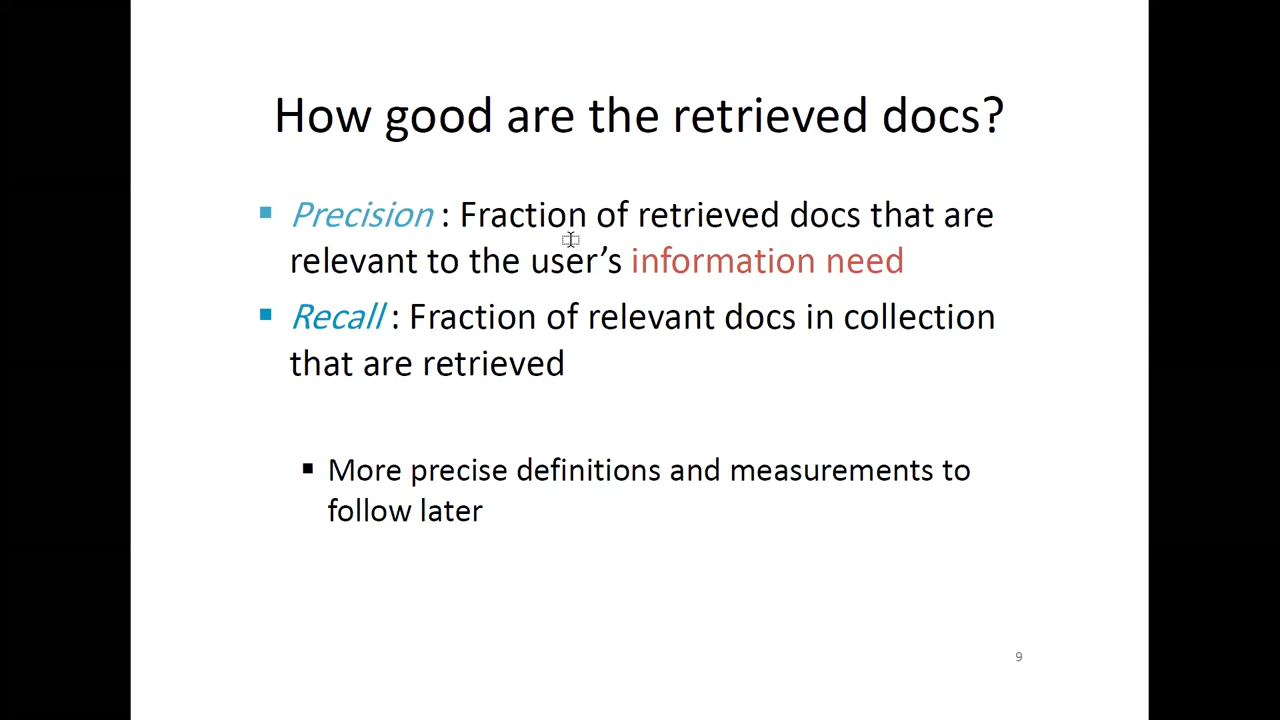 How good are the retrieved docs?
▪ Precision : Fraction of retrieved docs that are
relevant to the user’s information need
▪ Recall : Fraction of relevant docs in collection
that are retrieved
▪ More precise definitions and measurements to
follow later
9